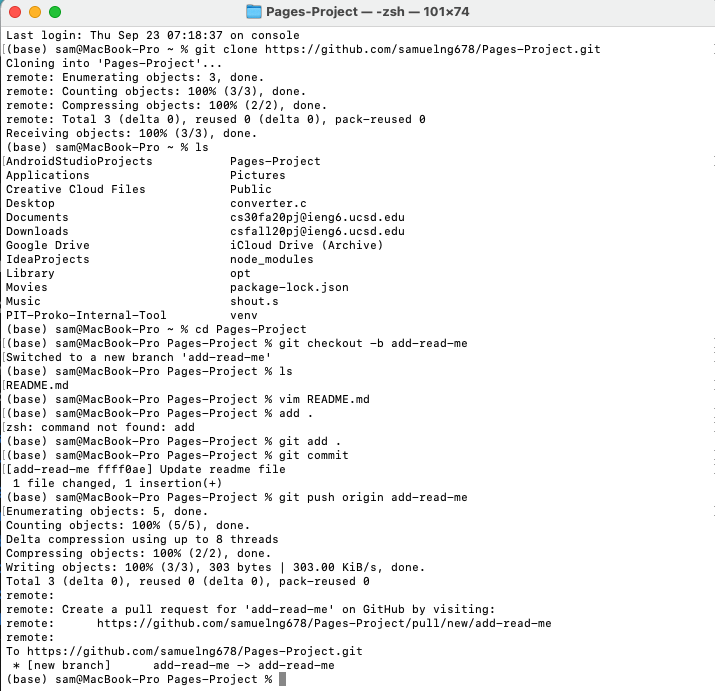 Pages-Project — -zsh — 101×74
Last login: Thu Sep 23 07:18:37 on console
[(base) sam@MacBook-Pro ~ % git clone https://github.com/samuelng678/Pages-Project.git ]
Cloning into 'Pages-Project'...
remote: Enumerating objects: 3, done.
remote: Counting objects: 100% (3/3), done.
remote: Compressing objects: 100% (2/2), done.
remote: Total 3 (delta 0), reused 0 (delta 0), pack-reused 0
Receiving objects: 100% (3/3), done.
(base) sam@MacBook-Pro ~ % ls
[AndroidStudioProjects Pages-Project ]
Applications Pictures
Creative Cloud Files Public
Desktop converter.c
Documents cs30fa20pj@ieng6.ucsd.edu
Downloads csfall20pj@ieng6.ucsd.edu
Google Drive iCloud Drive (Archive)
IdeaProjects node_modules
Library opt
Movies package-lock.json
Music shout.s
PIT-Proko-Internal-Tool venv
(base) sam@MacBook-Pro ~ % cd Pages-Project
[(base) sam@MacBook-Pro Pages-Project % git checkout -b add-read-me ]
[Switched to a new branch 'add-read-me' ]
(base) sam@MacBook-Pro Pages-Project % ls
[README.md ]
(base) sam@MacBook-Pro Pages-Project % vim README.md
[(base) sam@MacBook-Pro Pages-Project % add . ]
[zsh: command not found: add ]
(base) sam@MacBook-Pro Pages-Project % git add .
[(base) sam@MacBook-Pro Pages-Project % git commit ]
[[add-read-me ffff0ae] Update readme file ]
1 file changed, 1 insertion(+)
(base) sam@MacBook-Pro Pages-Project % git push origin add-read-me
[Enumerating objects: 5, done. ]
Counting objects: 100% (5/5), done.
Delta compression using up to 8 threads
Compressing objects: 100% (2/2), done.
Writing objects: 100% (3/3), 303 bytes | 303.00 KiB/s, done.
Total 3 (delta 0), reused 0 (delta 0), pack-reused 0
remote:
remote: Create a pull request for 'add-read-me' on GitHub by visiting:
remote: https://github.com/samuelng678/Pages-Project/pull/new/add-read-me
remote:
To https://github.com/samuelng678/Pages-Project.git
* [new branch] add-read-me -> add-read-me
(base) sam@MacBook-Pro Pages-Project %